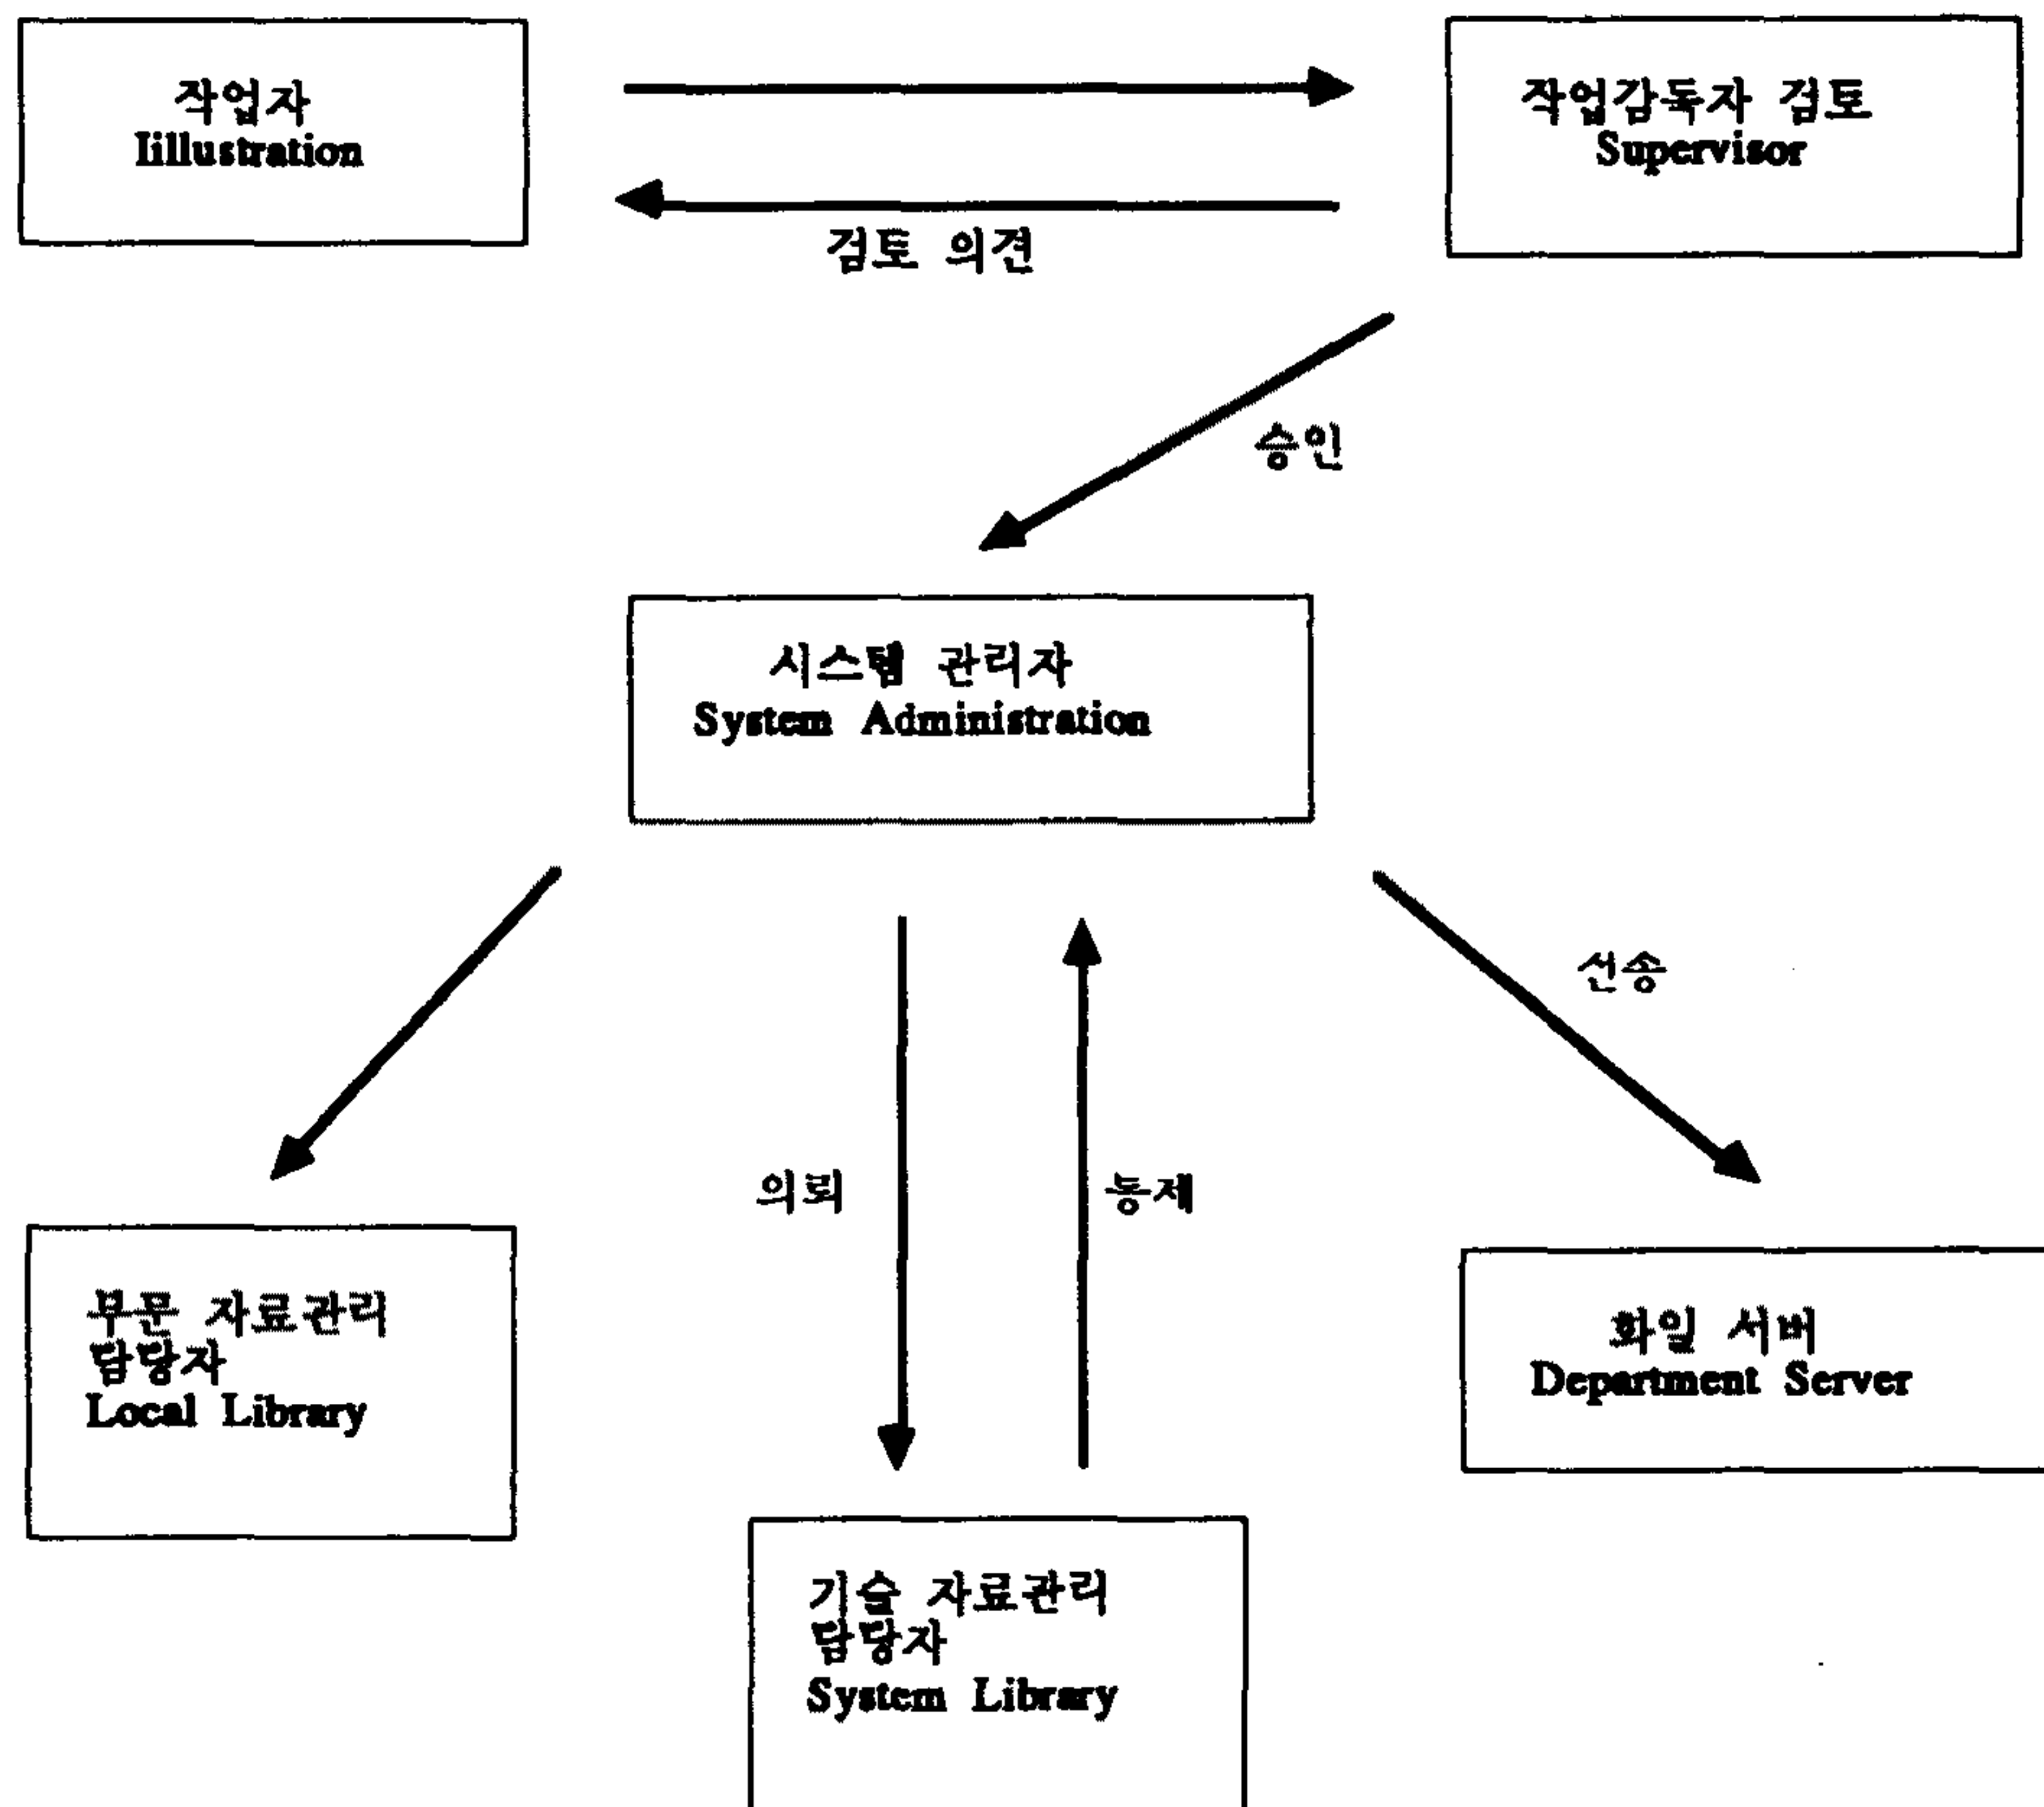 작업자
Iillustration
작업감독자 검토
Supervisor
검토 의견
승인
시스템 관리자
System Administration
선송
의뢰
통제
부문 자료관리
담당자
Local Library
화일 서버
Department Server
기술 자료관리
담당자
System Library